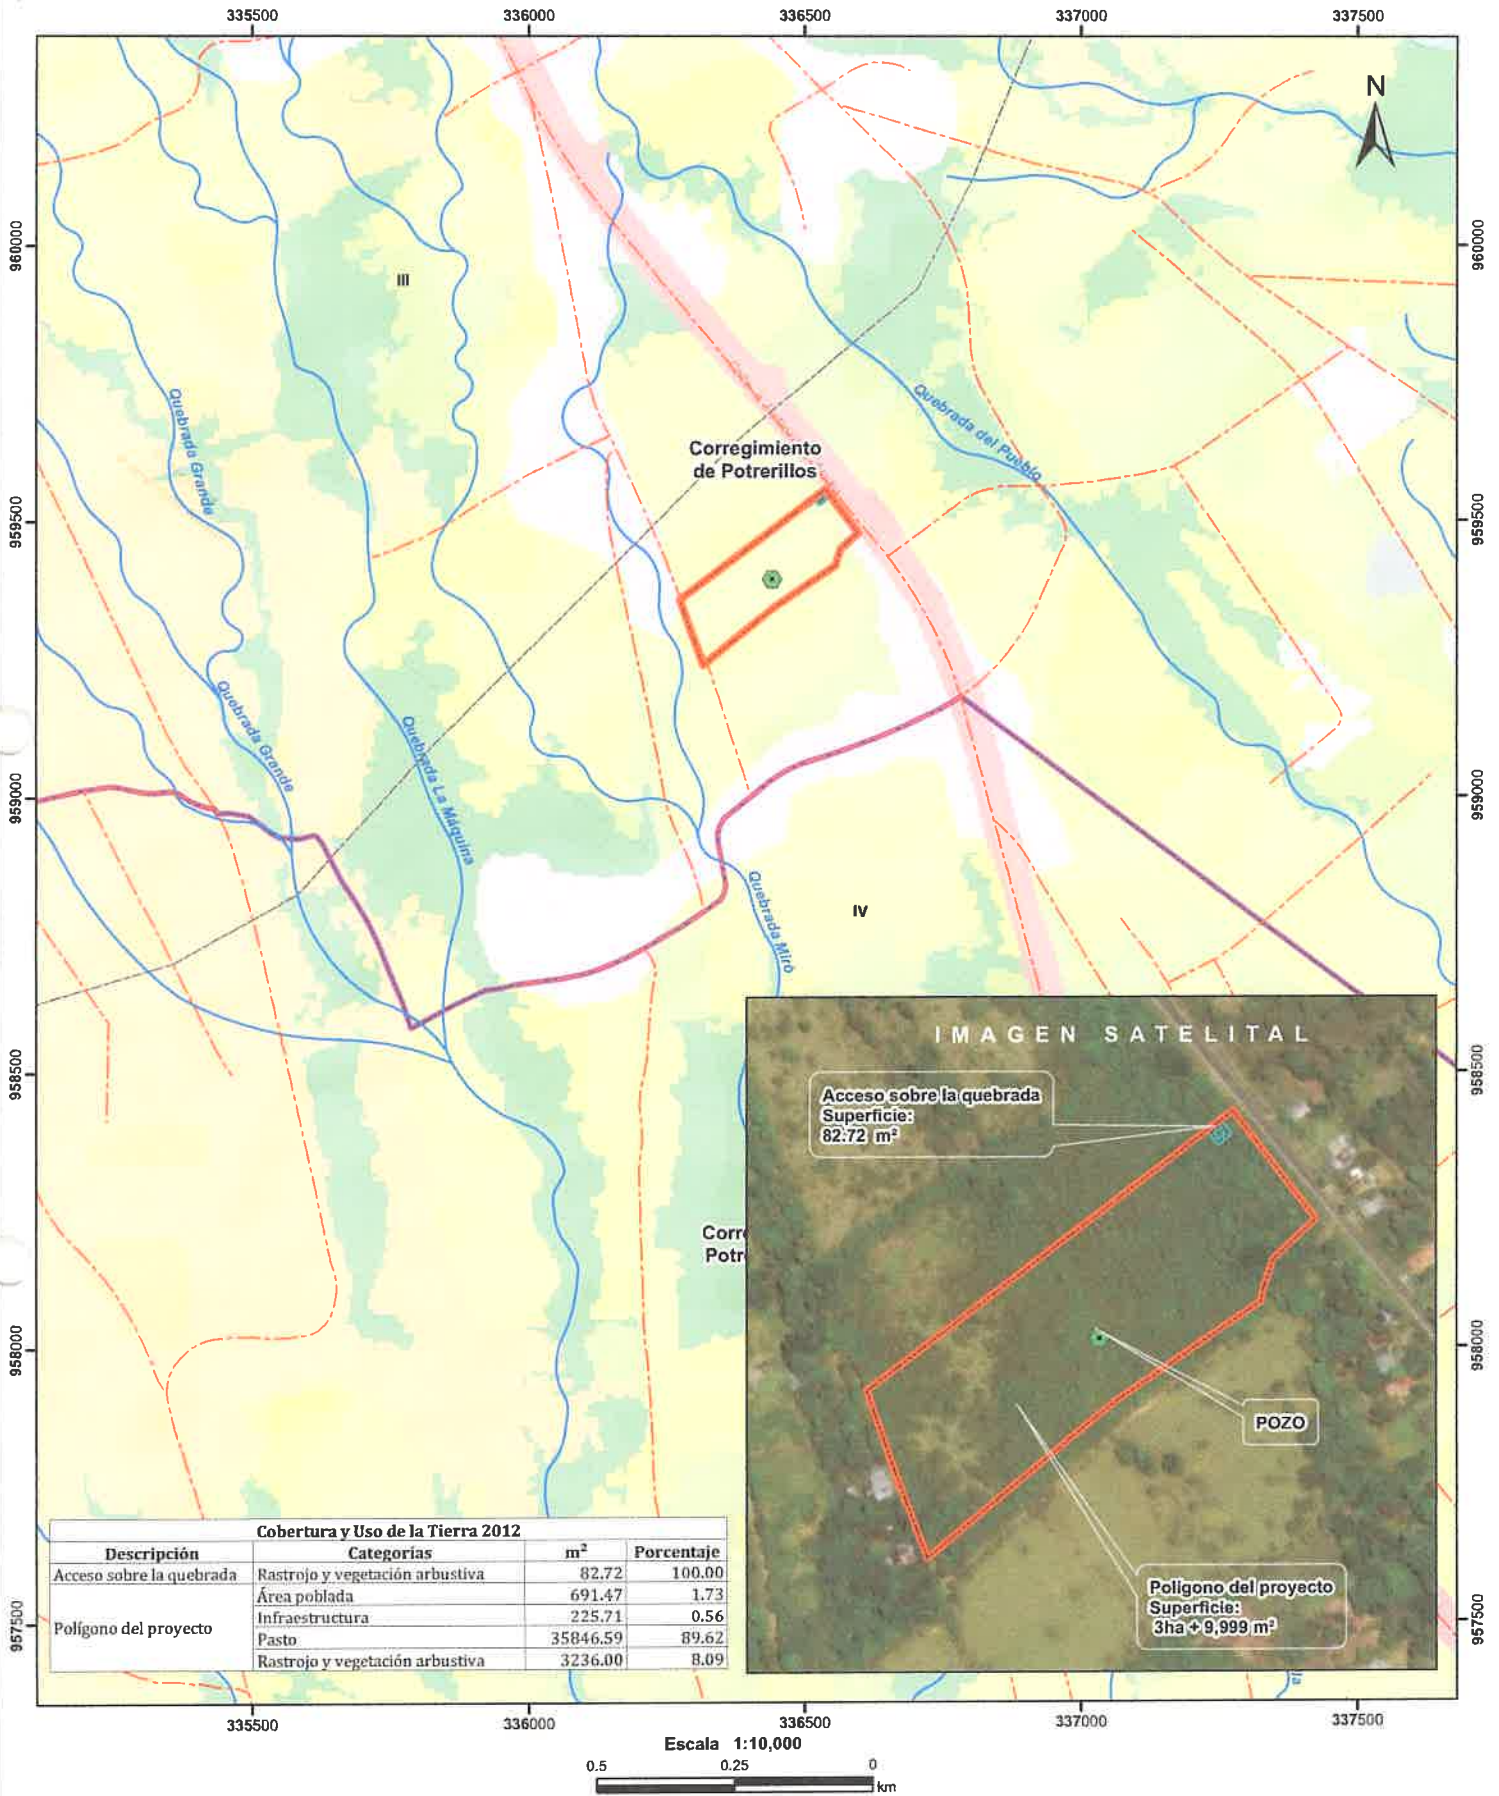 335500 336000 336500 337000 337500
N
960000
960000
III
Quebrada Grande
Quebrada del Pueblo
Corregimiento
de Potrerillos
959500
959500
Quebrada Grande
Quebrada La Máquina
959000
959000
Quebrada Miró
IV
IMAGEN SATELITAL
958500
958500
Acceso sobre la quebrada
Superficie:
82.72 m²
Corre
Potr
958000
958000
POZO
Polígono del proyecto
Superficie:
3ha + 9,999 m²
957500
957500
Cobertura y Uso de la Tierra 2012
Descripción Categorías m² Porcentaje
Acceso sobre la quebrada Rastrojo y vegetación arbustiva 82.72 100.00
Polígono del proyecto Área poblada 691.47 1.73
Infraestructura 225.71 0.56
Pasto 35846.59 89.62
Rastrojo y vegetación arbustiva 3236.00 8.09
la
335500 336000 336500 337000 337500
Escala 1:10,000
0.5 0.25 0
km